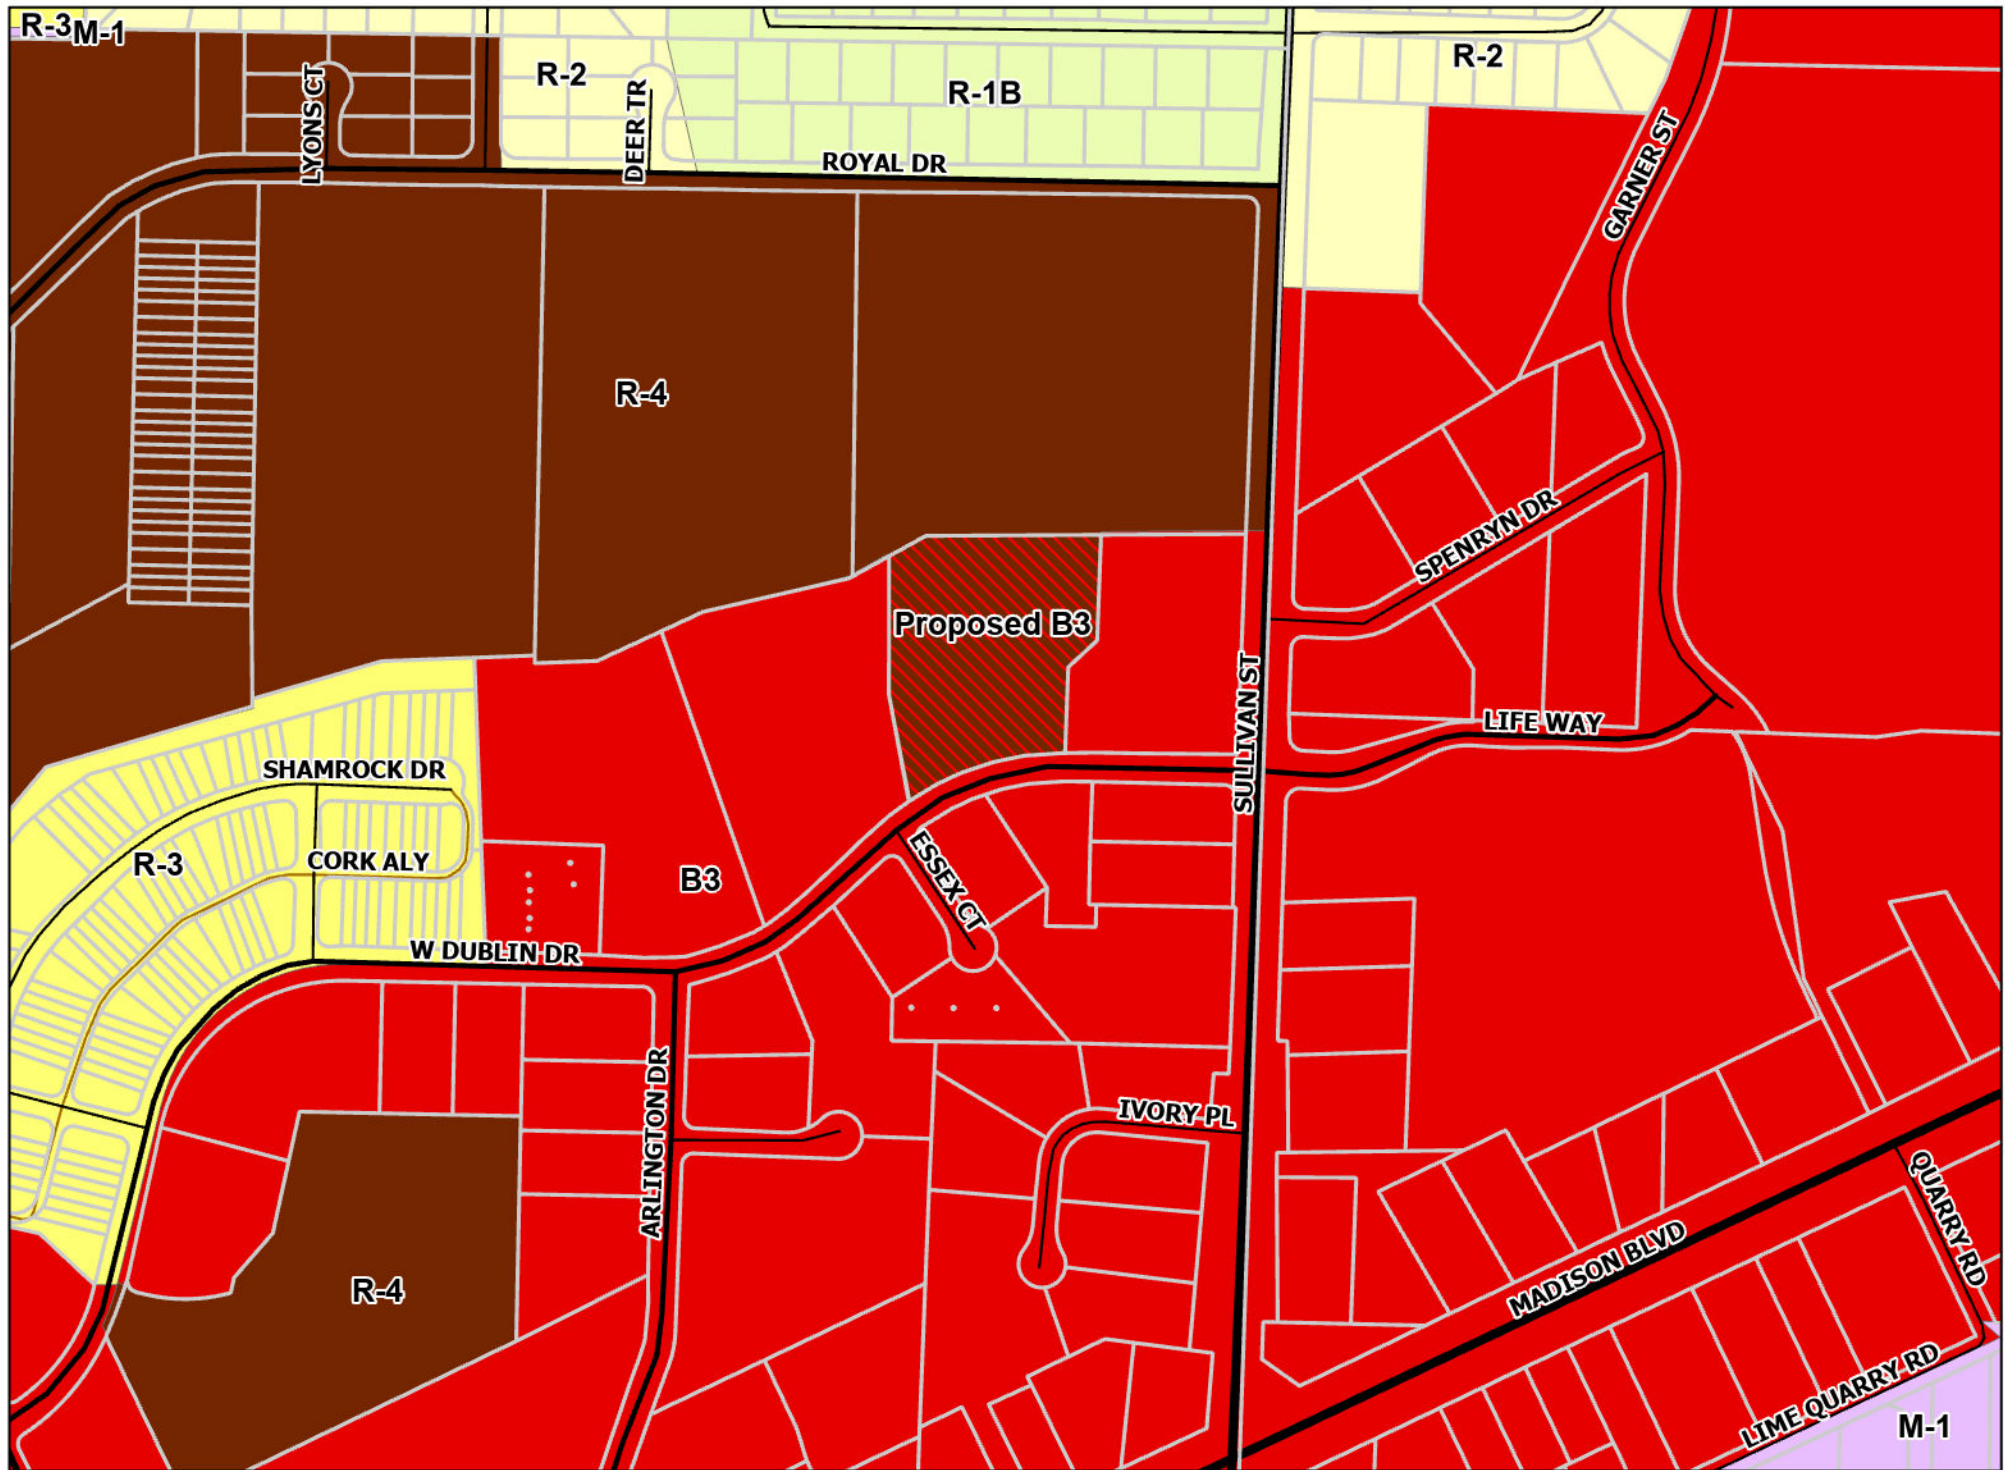 R-3
M-1
R-2
R-2
R-1B
LYONS CT
DEER TR
ROYAL DR
GARNER ST
R-4
SPENRYN DR
Proposed B3
SULLIVAN ST
LIFE WAY
SHAMROCK DR
R-3
CORK ALY
B3
ESSEX CT
W DUBLIN DR
ARLINGTON DR
IVORY PL
QUARRY RD
MADISON BLVD
R-4
LIME QUARRY RD
M-1